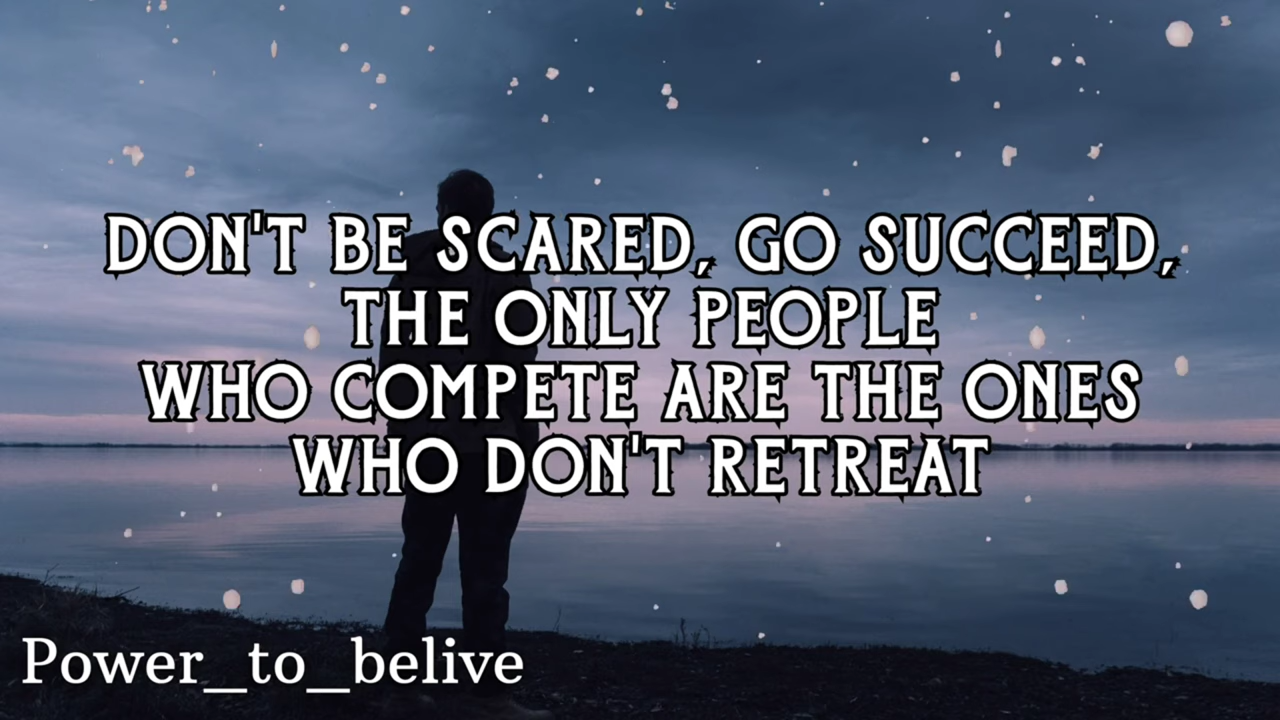 DON'T BE SCARED, GO SUCCEED,
THE ONLY PEOPLE
WHO COMPETE ARE THE ONES
WHO DON'T RETREAT
Power_to_belive